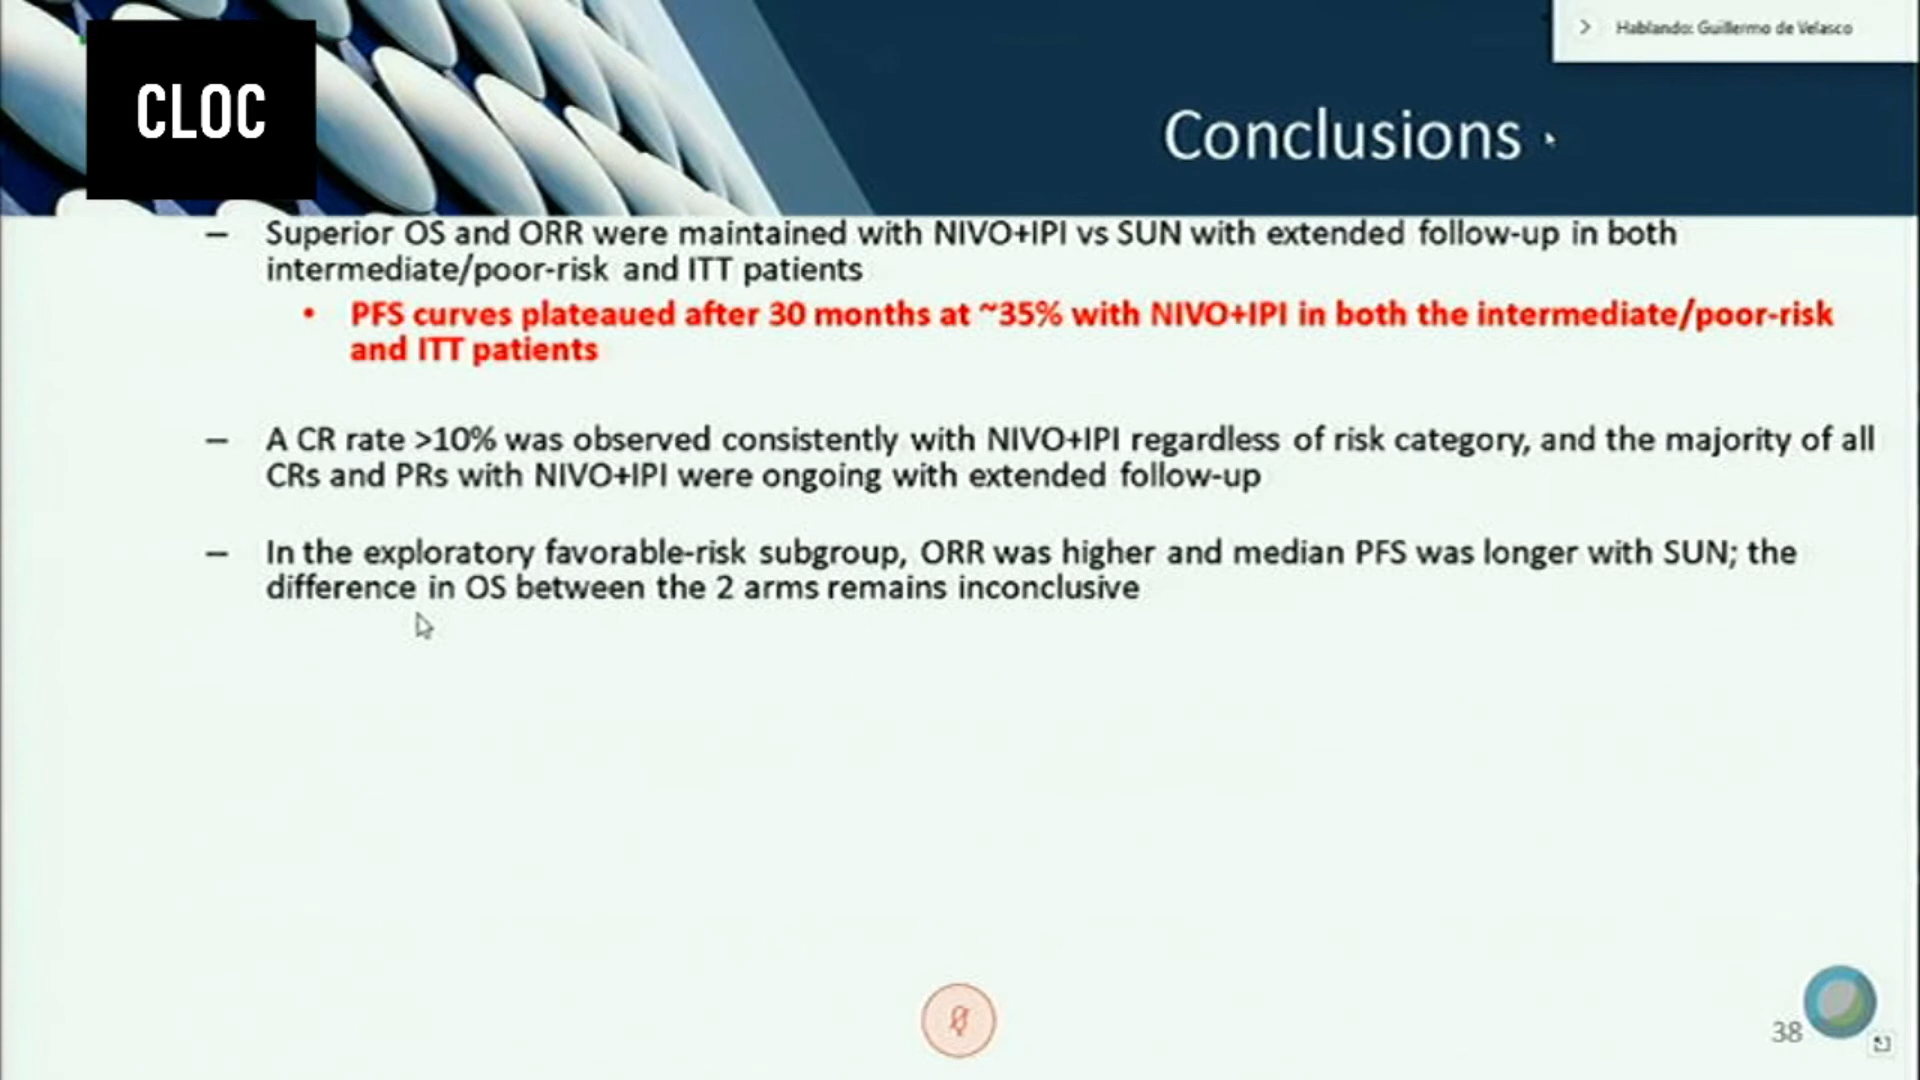 Hablando: Guillermo de Velasco
CLOC
Conclusions
– Superior OS and ORR were maintained with NIVO+IPI vs SUN with extended follow-up in both
intermediate/poor-risk and ITT patients
• PFS curves plateaued after 30 months at ~35% with NIVO+IPI in both the intermediate/poor-risk
and ITT patients
– A CR rate >10% was observed consistently with NIVO+IPI regardless of risk category, and the majority of all
CRs and PRs with NIVO+IPI were ongoing with extended follow-up
– In the exploratory favorable-risk subgroup, ORR was higher and median PFS was longer with SUN; the
difference in OS between the 2 arms remains inconclusive
38